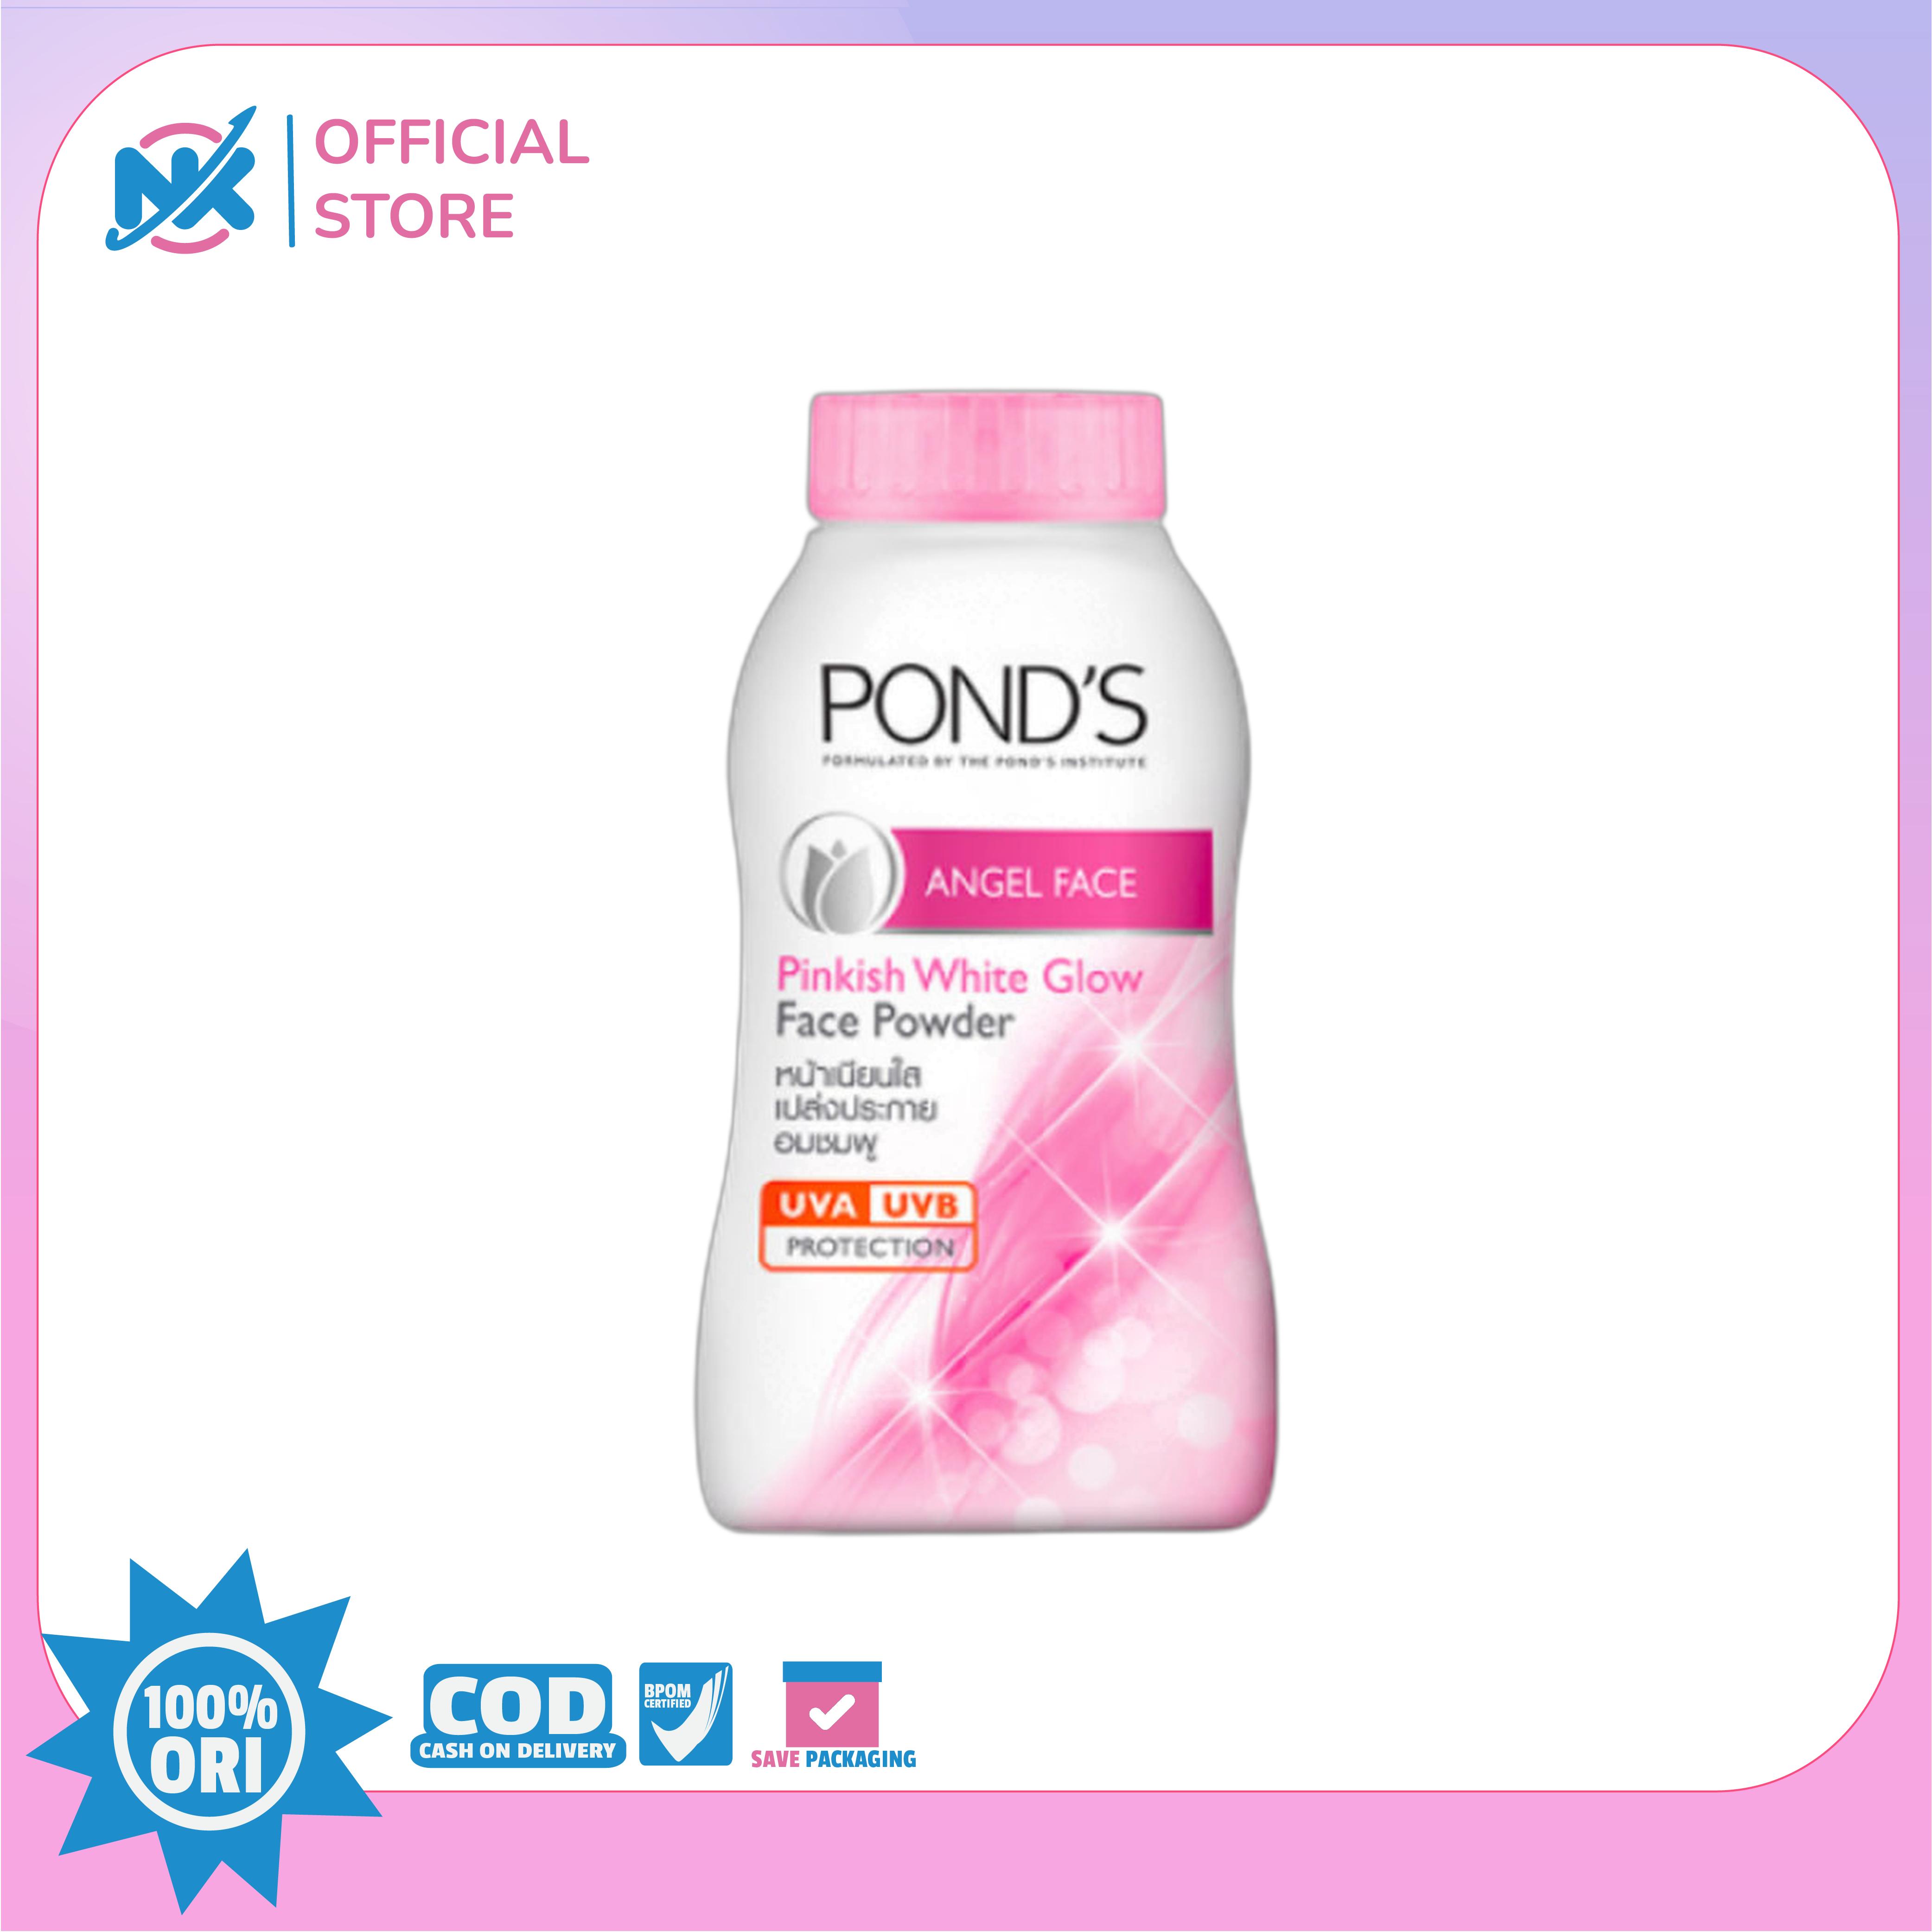 NK
OFFICIAL
STORE
POND'S
FORMULATED BY THE POND'S INSTITUTE
ANGEL FACE
Pinkish White Glow
Face Powder
หน้าเนียนใส
เปล่งประกาย
อมชมพู
UVA UVB
PROTECTION
100%
ORI
COD
CASH ON DELIVERY
BPOM
CERTIFIED
SAVE PACKAGING